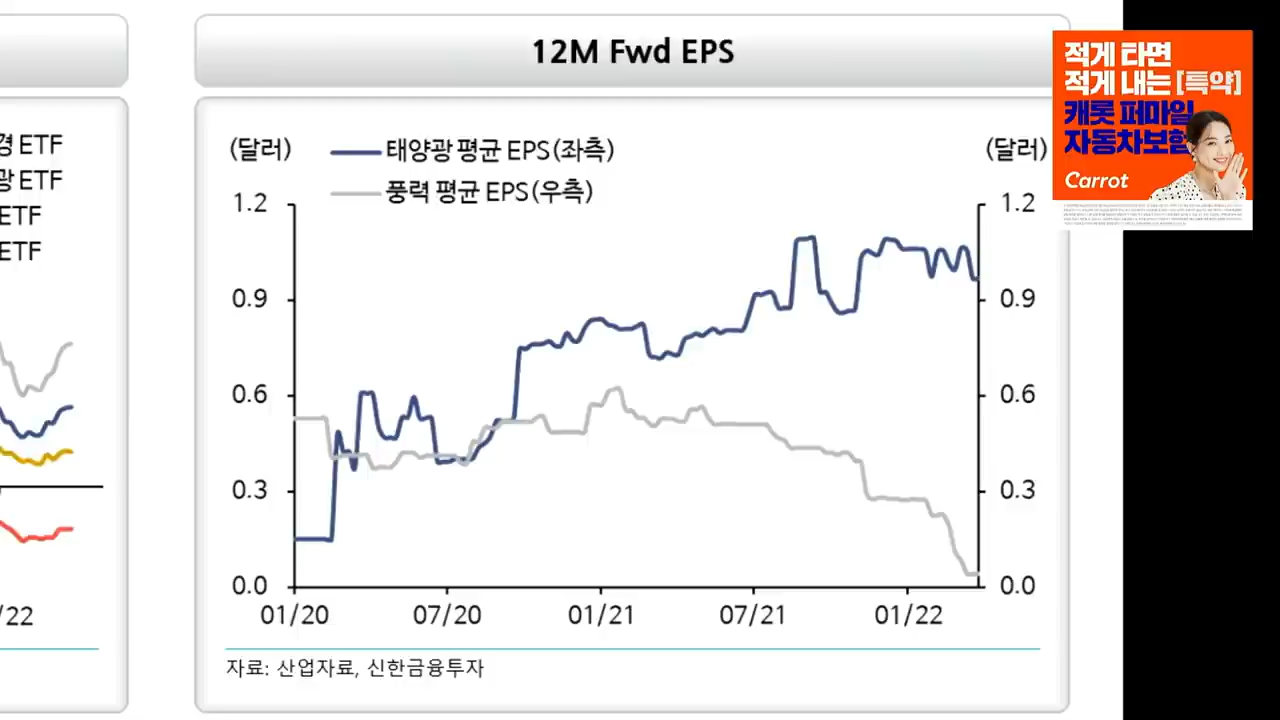 12M Fwd EPS
경 ETF
광 ETF
ETF
ETF
/22
(달러)
태양광 평균 EPS(좌측)
풍력 평균 EPS(우측)
(달러)
1.2
0.9
0.6
0.3
0.0
1.2
0.9
0.6
0.3
0.0
01/20
07/20
01/21
07/21
01/22
자료: 산업자료, 신한금융투자
적게 타면
적게 내는 [특약]
캐롯 퍼마일
자동차보험
Carrot